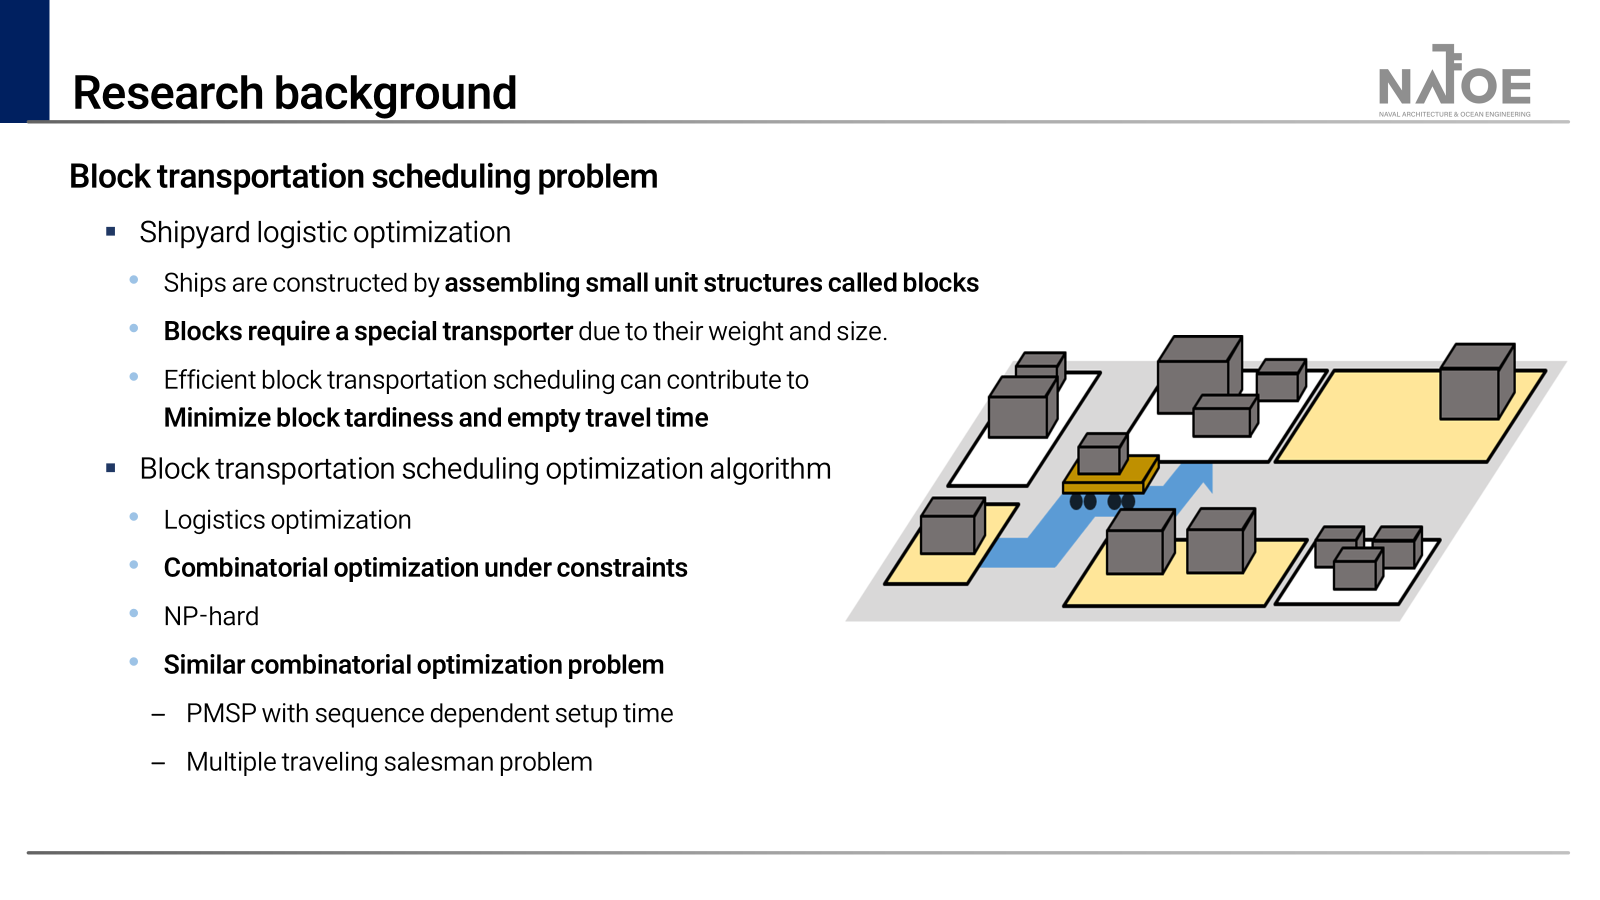 Research background
NATOE
NAVAL ARCHITECTURE & OCEAN ENGINEERING
Block transportation scheduling problem
▪ Shipyard logistic optimization
• Ships are constructed by assembling small unit structures called blocks
• Blocks require a special transporter due to their weight and size.
• Efficient block transportation scheduling can contribute to
Minimize block tardiness and empty travel time
▪ Block transportation scheduling optimization algorithm
• Logistics optimization
• Combinatorial optimization under constraints
• NP-hard
• Similar combinatorial optimization problem
– PMSP with sequence dependent setup time
– Multiple traveling salesman problem